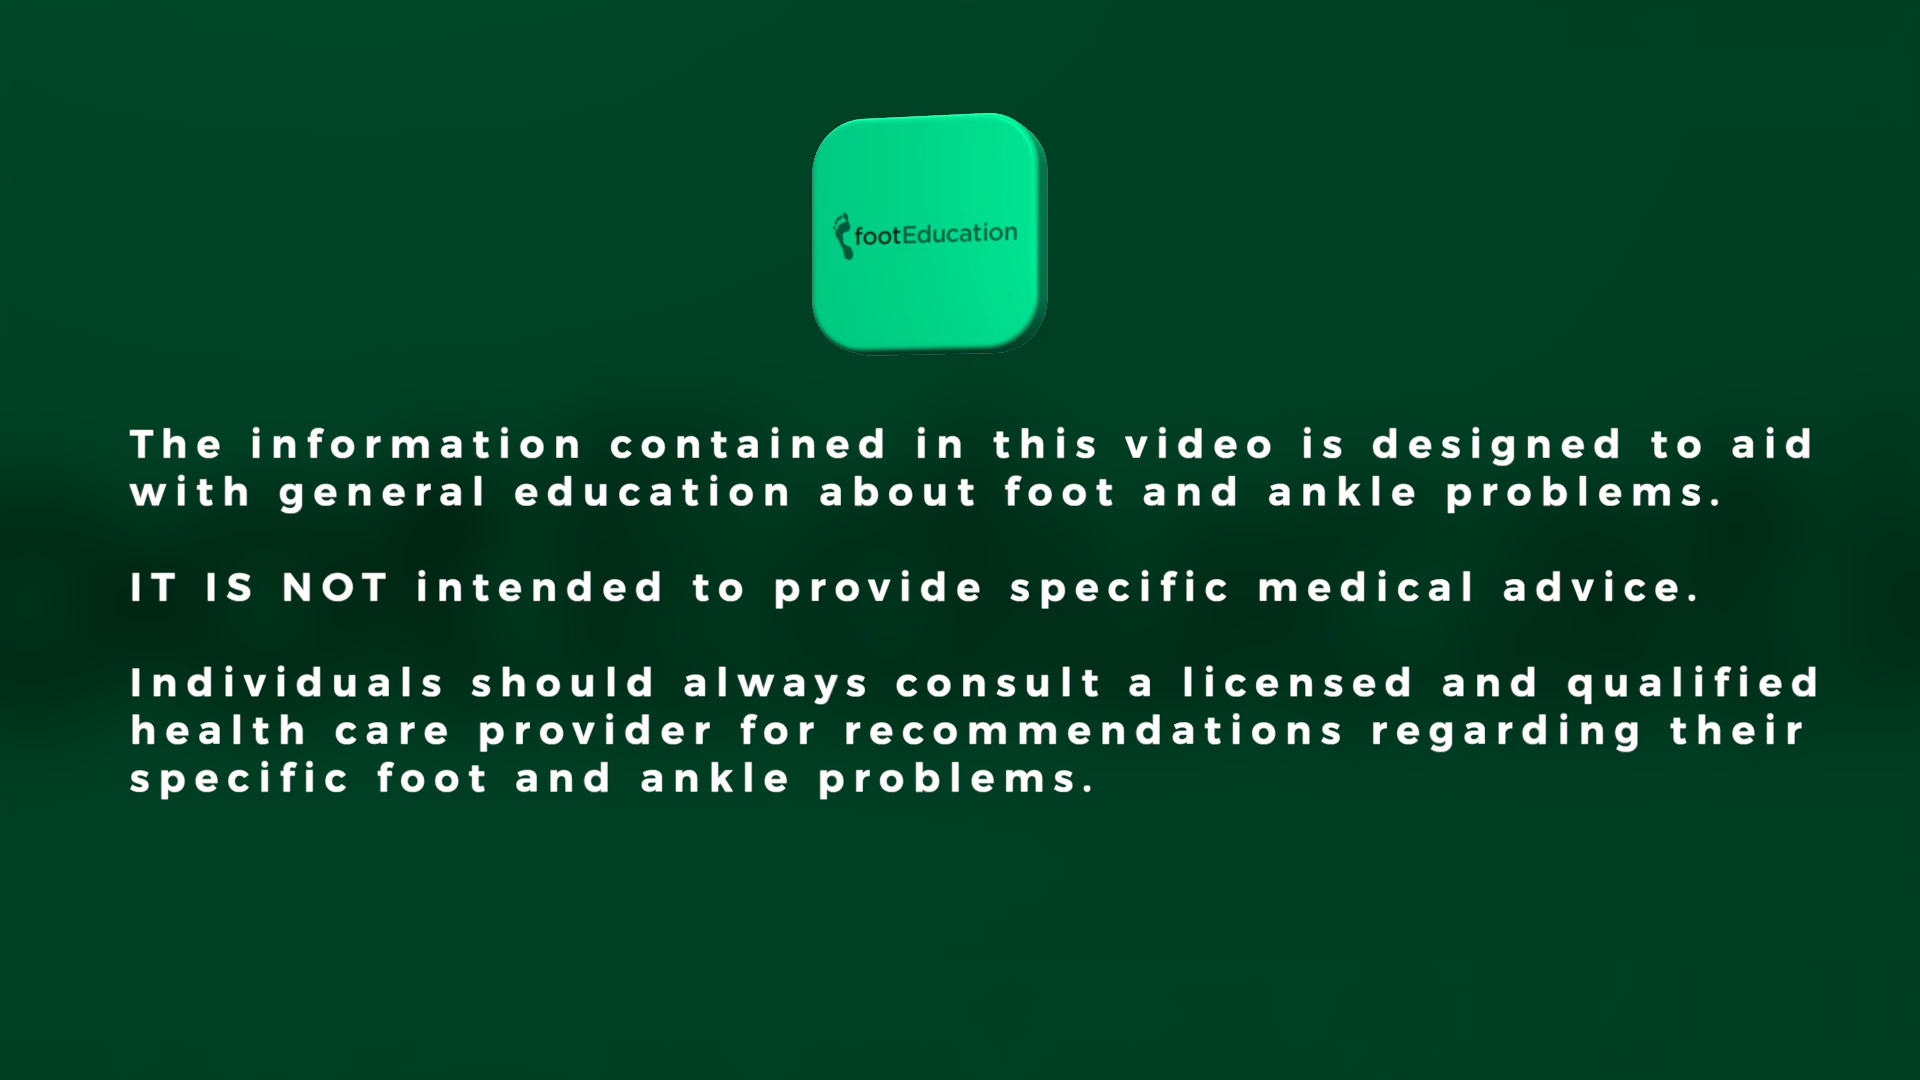 footEducation
The information contained in this video is designed to aid
with general education about foot and ankle problems.
IT IS NOT intended to provide specific medical advice.
Individuals should always consult a licensed and qualified
health care provider for recommendations regarding their
specific foot and ankle problems.